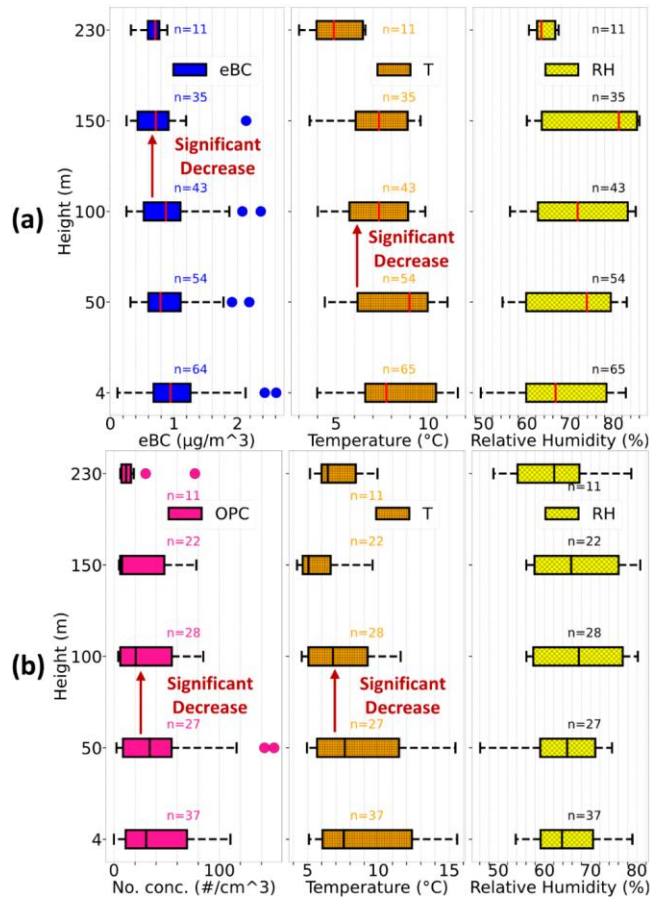 (a)
Height (m)
230
150
100
50
4
n=11
eBC
n=35
Significant
Decrease
n=43
n=54
n=64
0
1
2
eBC (μg/m^3)
n=11
T
n=35
n=43
Significant
Decrease
n=54
n=65
5
10
Temperature (°C)
n=11
RH
n=35
n=43
n=54
n=65
50
60
70
80
Relative Humidity (%)
(b)
Height (m)
230
150
100
50
4
n=11
OPC
n=22
n=28
Significant
Decrease
n=27
n=37
0
100
No. conc. (#/cm^3)
n=11
T
n=22
n=28
Significant
Decrease
n=27
n=37
5
10
15
Temperature (°C)
n=11
RH
n=22
n=28
n=27
n=37
50
60
70
80
Relative Humidity (%)